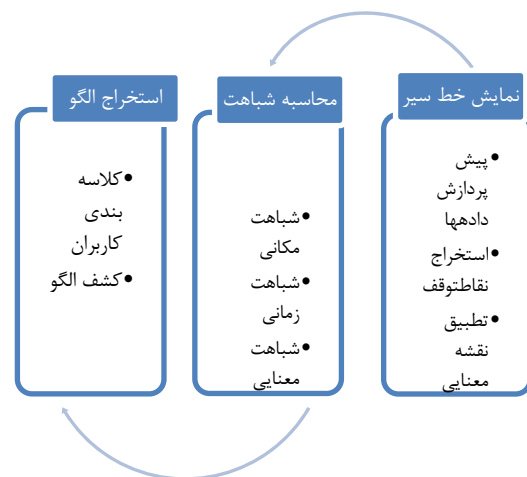 نمایش خط سیر
•پیش
پردازش
دادهها
•استخراج
نقاطتوقف
•تطبیق
نقشه
معنایی
محاسبه شباهت
•شباهت
مکانی
•شباهت
زمانی
•شباهت
معنایی
استخراج الگو
•کلاسه
بندی
کاربران
•کشف الگو